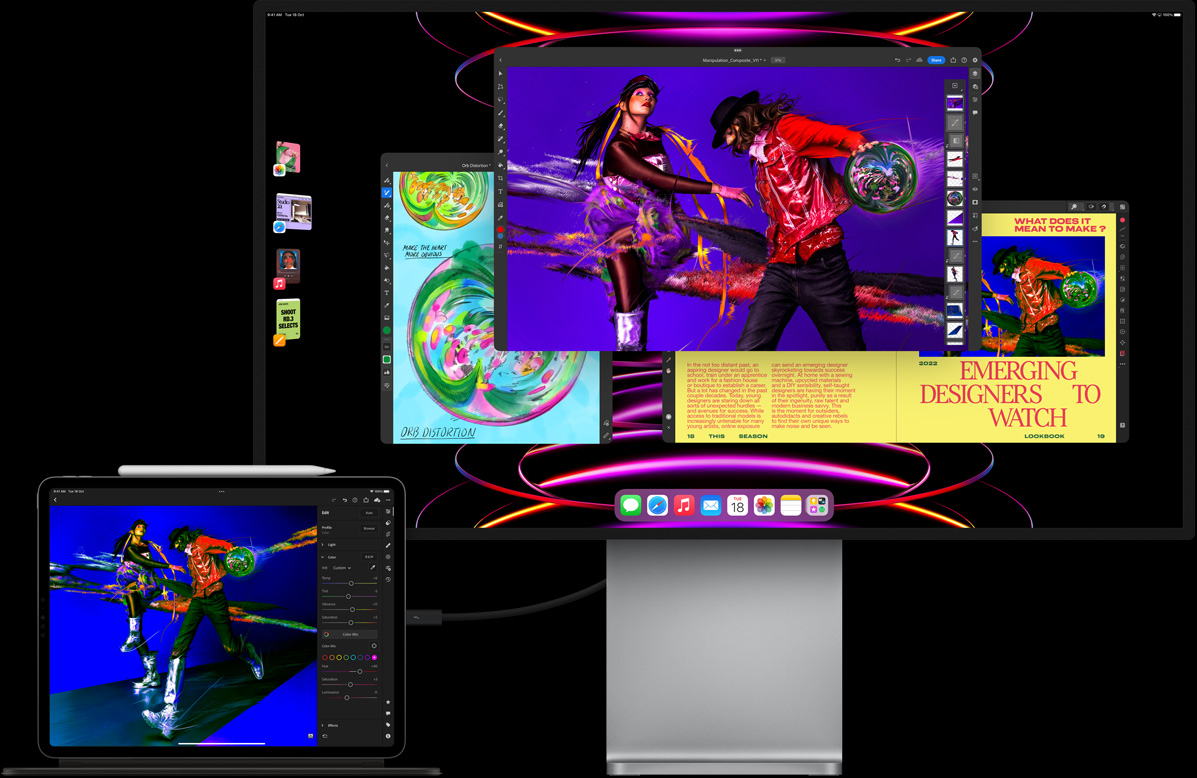 9:41 AM Tue 18 Oct
100%
Manipulation_Composite_V11
Share
Studio
SHOOT
RD.3
SELECTS
Orb Distortion
MAKE THE HEART
MORE OBVIOUS
ORB DISTORTION
WHAT DOES IT
MEAN TO MAKE ?
In the not too distant past, an
aspiring designer would go to
school, train under an apprentice
and work for a fashion house
or boutique to establish a career.
But a lot has changed in the past
couple decades. Today, young
designers are staring down all
sorts of unexpected hurdles —
and avenues for success. While
access to traditional models is
increasingly untenable for many
young artists, online exposure
can send an emerging designer
skyrocketing towards success
overnight. At home with a sewing
machine, upcycled materials
and a DIY sensibility, self-taught
designers are having their moment
in the spotlight, purely as a result
of their ingenuity, raw talent and
modern business savvy. This
is the moment for outsiders,
autodidacts and creative rebels
to find their own unique ways to
make noise and be seen.
18 THIS SEASON
2022
EMERGING
DESIGNERS TO
WATCH
LOOKBOOK 19
TUE
18
9:41 AM Tue 18 Oct
100%
Edit
Auto
Profile
Color
Browse
Light
Color
B & W
WB Custom
Temp
Tint
Vibrance
Saturation
Color Mix
Color Mix
Hue
Saturation
Luminance
Effects